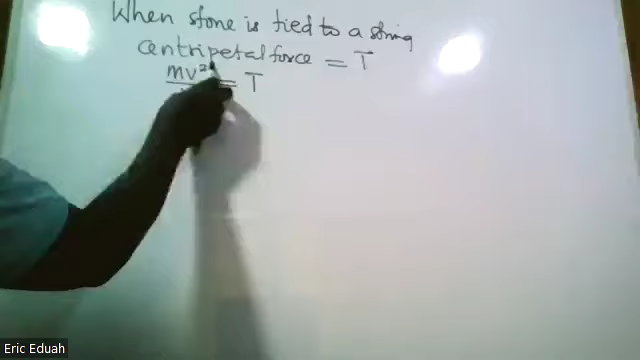 When stone is tied to a string
centripetal force = T
mv² = T
Eric Eduah